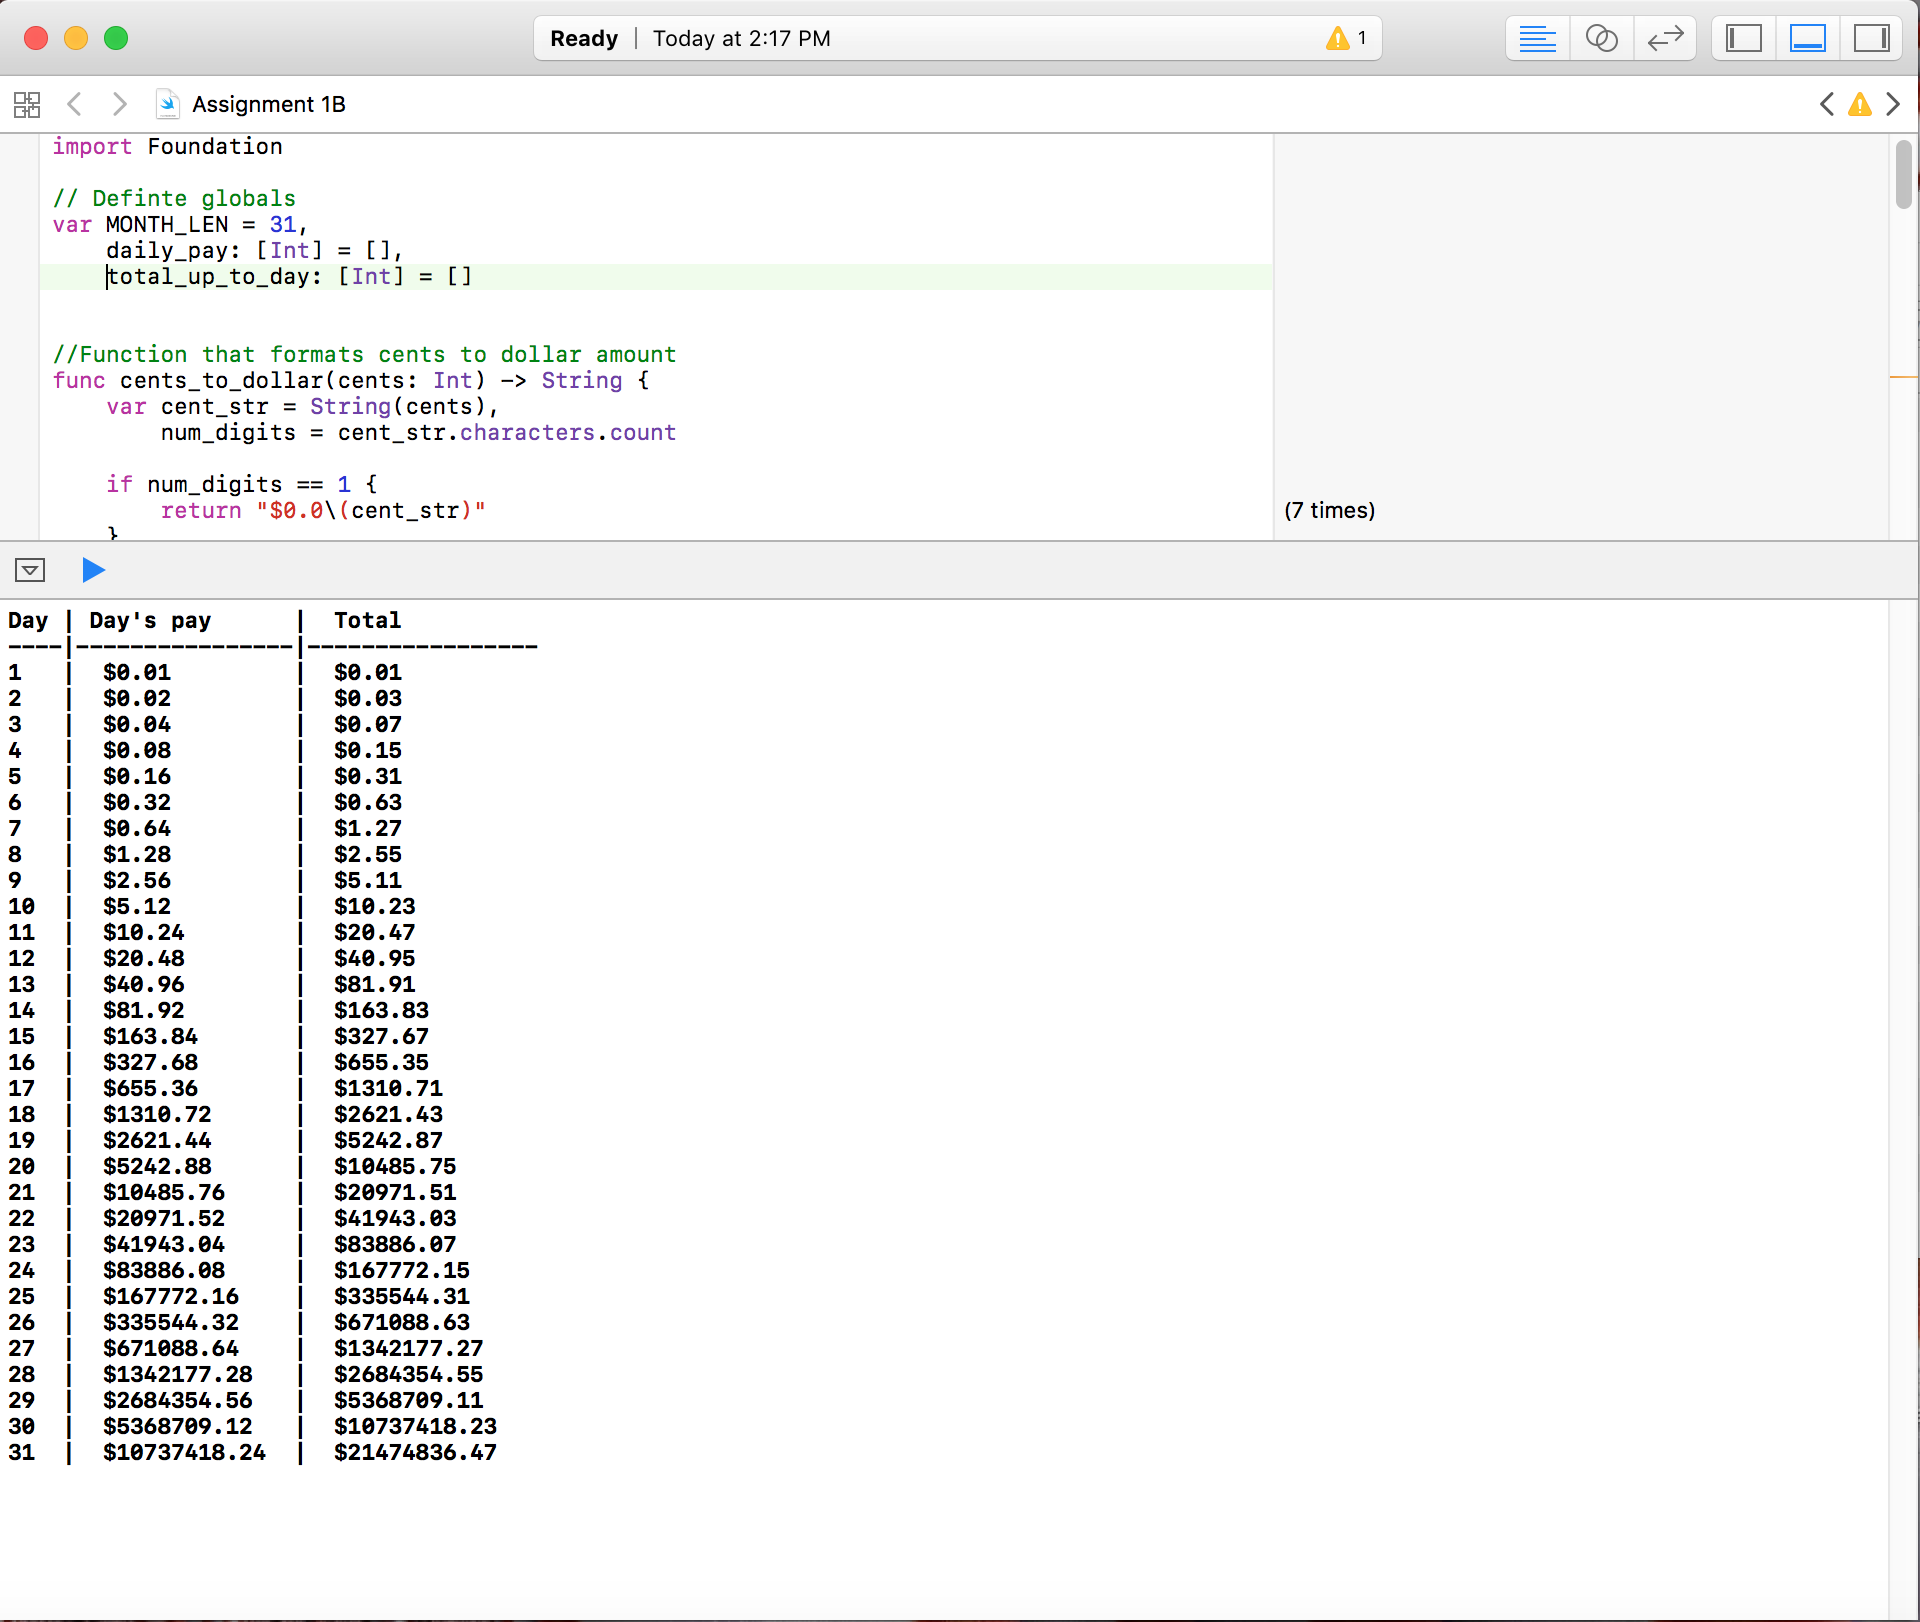 Ready | Today at 2:17 PM 1
Assignment 1B
import Foundation
// Definte globals
var MONTH_LEN = 31,
    daily_pay: [Int] = [],
    total_up_to_day: [Int] = []
//Function that formats cents to dollar amount
func cents_to_dollar(cents: Int) -> String {
    var cent_str = String(cents),
        num_digits = cent_str.characters.count
    if num_digits == 1 {
        return "$0.0\(cent_str)"
(7 times)
    }
Day | Day's pay      |  Total
----|----------------|-----------------
1   |  $0.01         |  $0.01
2   |  $0.02         |  $0.03
3   |  $0.04         |  $0.07
4   |  $0.08         |  $0.15
5   |  $0.16         |  $0.31
6   |  $0.32         |  $0.63
7   |  $0.64         |  $1.27
8   |  $1.28         |  $2.55
9   |  $2.56         |  $5.11
10  |  $5.12         |  $10.23
11  |  $10.24        |  $20.47
12  |  $20.48        |  $40.95
13  |  $40.96        |  $81.91
14  |  $81.92        |  $163.83
15  |  $163.84       |  $327.67
16  |  $327.68       |  $655.35
17  |  $655.36       |  $1310.71
18  |  $1310.72      |  $2621.43
19  |  $2621.44      |  $5242.87
20  |  $5242.88      |  $10485.75
21  |  $10485.76     |  $20971.51
22  |  $20971.52     |  $41943.03
23  |  $41943.04     |  $83886.07
24  |  $83886.08     |  $167772.15
25  |  $167772.16    |  $335544.31
26  |  $335544.32    |  $671088.63
27  |  $671088.64    |  $1342177.27
28  |  $1342177.28   |  $2684354.55
29  |  $2684354.56   |  $5368709.11
30  |  $5368709.12   |  $10737418.23
31  |  $10737418.24  |  $21474836.47